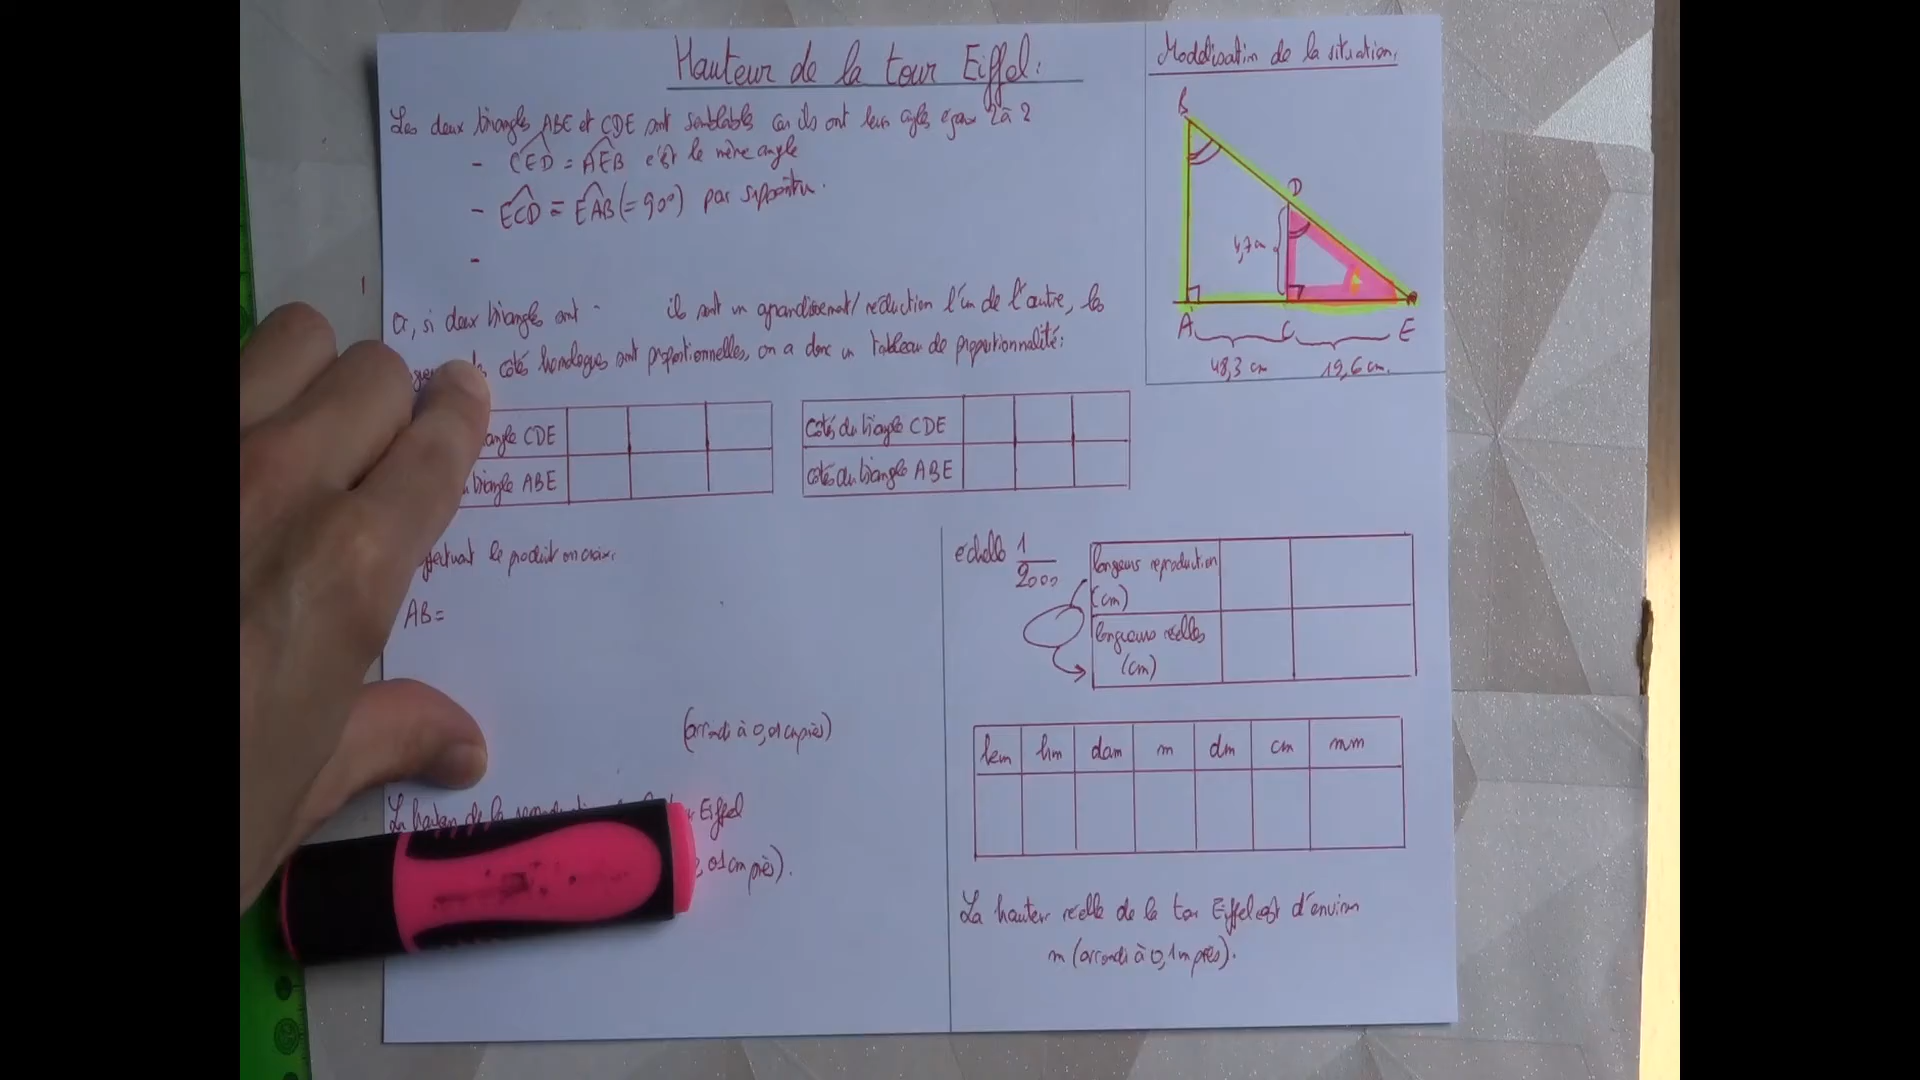 Hauteur de la tour Eiffel :
Les deux triangles ABE et CDE sont semblables car ils ont leurs angles égaux 2 à 2
- CED = AEB c'est le même angle
- ECD = EAB (= 90°) par
-
Or, si deux triangles ont - ils sont un agrandissement/réduction l'un de l'autre, les
côtés homologues sont proportionnelles, on a donc un tableau de proportionnalité :
CDE
triangle ABE
côtés du triangle CDE
côtés du triangle ABE
le produit en croix.
AB =
(arrondi à 0,01 cm près)
La hauteur de la Eiffel
01 cm près).
Modélisation de la situation.
B
D
A
C
E
48,3 cm
19,6 cm.
échelle 1
2000
longueurs reproduction
(cm)
longueurs réelles
(cm)
km hm dam m dm cm mm
La hauteur réelle de la tour Eiffel est d'environ
m (arrondi à 0,1 m près).